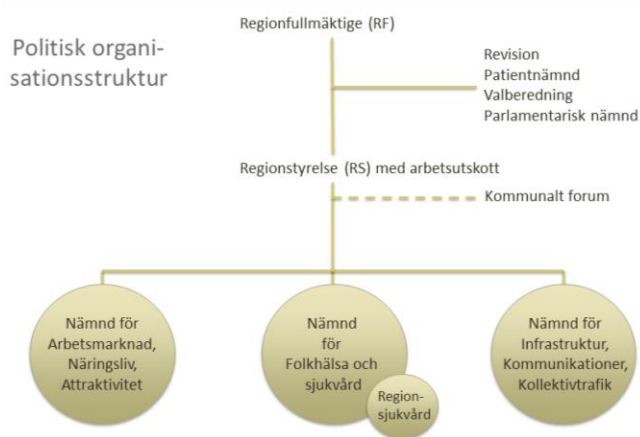 Politisk organi-
sationsstruktur
Regionfullmäktige (RF)
Revision
Patientnämnd
Valberedning
Parlamentarisk nämnd
Regionstyrelse (RS) med arbetsutskott
Kommunalt forum
Nämnd för
Arbetsmarknad,
Näringsliv,
Attraktivitet
Nämnd
för
Folkhälsa och
sjukvård
Region-
sjukvård
Nämnd för
Infrastruktur,
Kommunikationer,
Kollektivtrafik